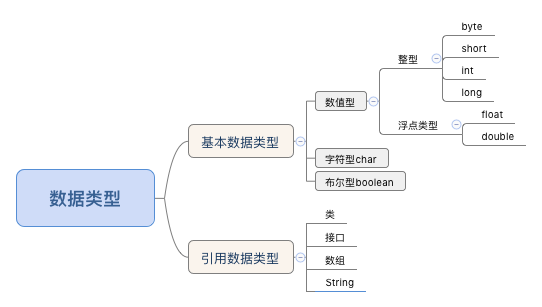 数据类型
基本数据类型
数值型
整型
byte
short
int
long
浮点类型
float
double
字符型char
布尔型boolean
引用数据类型
类
接口
数组
String